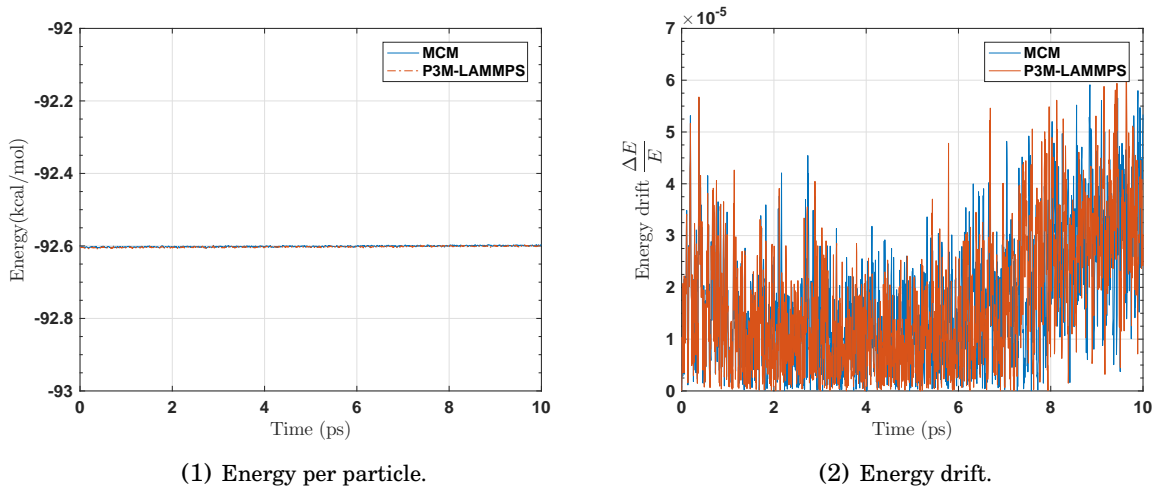 -92
-92.2
-92.4
-92.6
-92.8
-93
Energy(kcal/mol)
MCM
P3M-LAMMPS
0 2 4 6 8 10
Time (ps)
(1) Energy per particle.
× 10⁻⁵
7
6
5
4
3
2
1
0
Energy drift ΔE/E
MCM
P3M-LAMMPS
0 2 4 6 8 10
Time (ps)
(2) Energy drift.